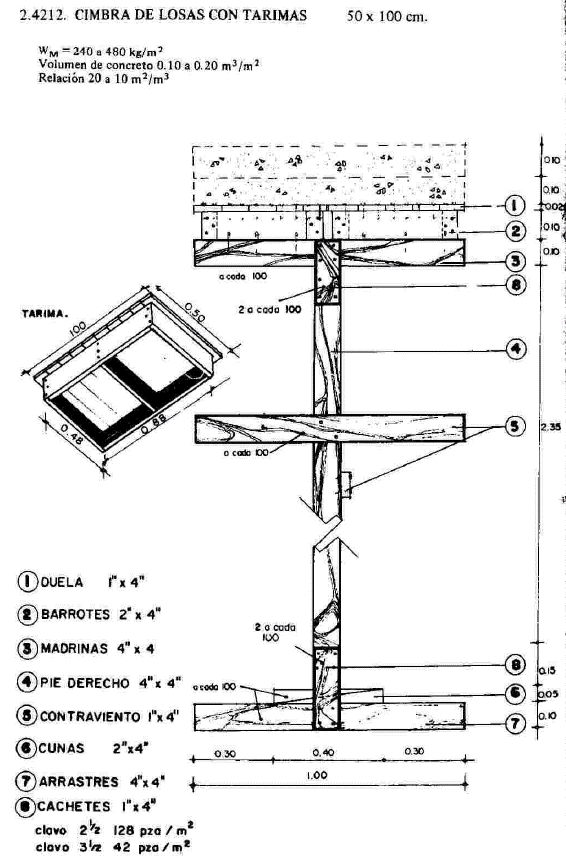 2.4212. CIMBRA DE LOSAS CON TARIMAS 50 x 100 cm.
W_M = 240 a 480 kg/m²
Volumen de concreto 0.10 a 0.20 m³/m²
Relación 20 a 10 m²/m³
0.10
0.10
0.02
0.10
0.10
1
2
3
a cada 100
8
2 a cada 100
TARIMA.
100
0.50
4
0.48
0.88
5
a cada 100
2.35
1 DUELA 1" x 4"
2 BARROTES 2" x 4"
3 MADRINAS 4" x 4
4 PIE DERECHO 4" x 4"
5 CONTRAVIENTO 1" x 4"
6 CUNAS 2" x 4"
7 ARRASTRES 4" x 4"
8 CACHETES 1" x 4"
clavo 2 1/2 128 pza / m²
clavo 3 1/2 42 pza / m²
2 a cada
100
8
0.15
a cada 100
6
0.05
7
0.10
0.30
0.40
0.30
1.00